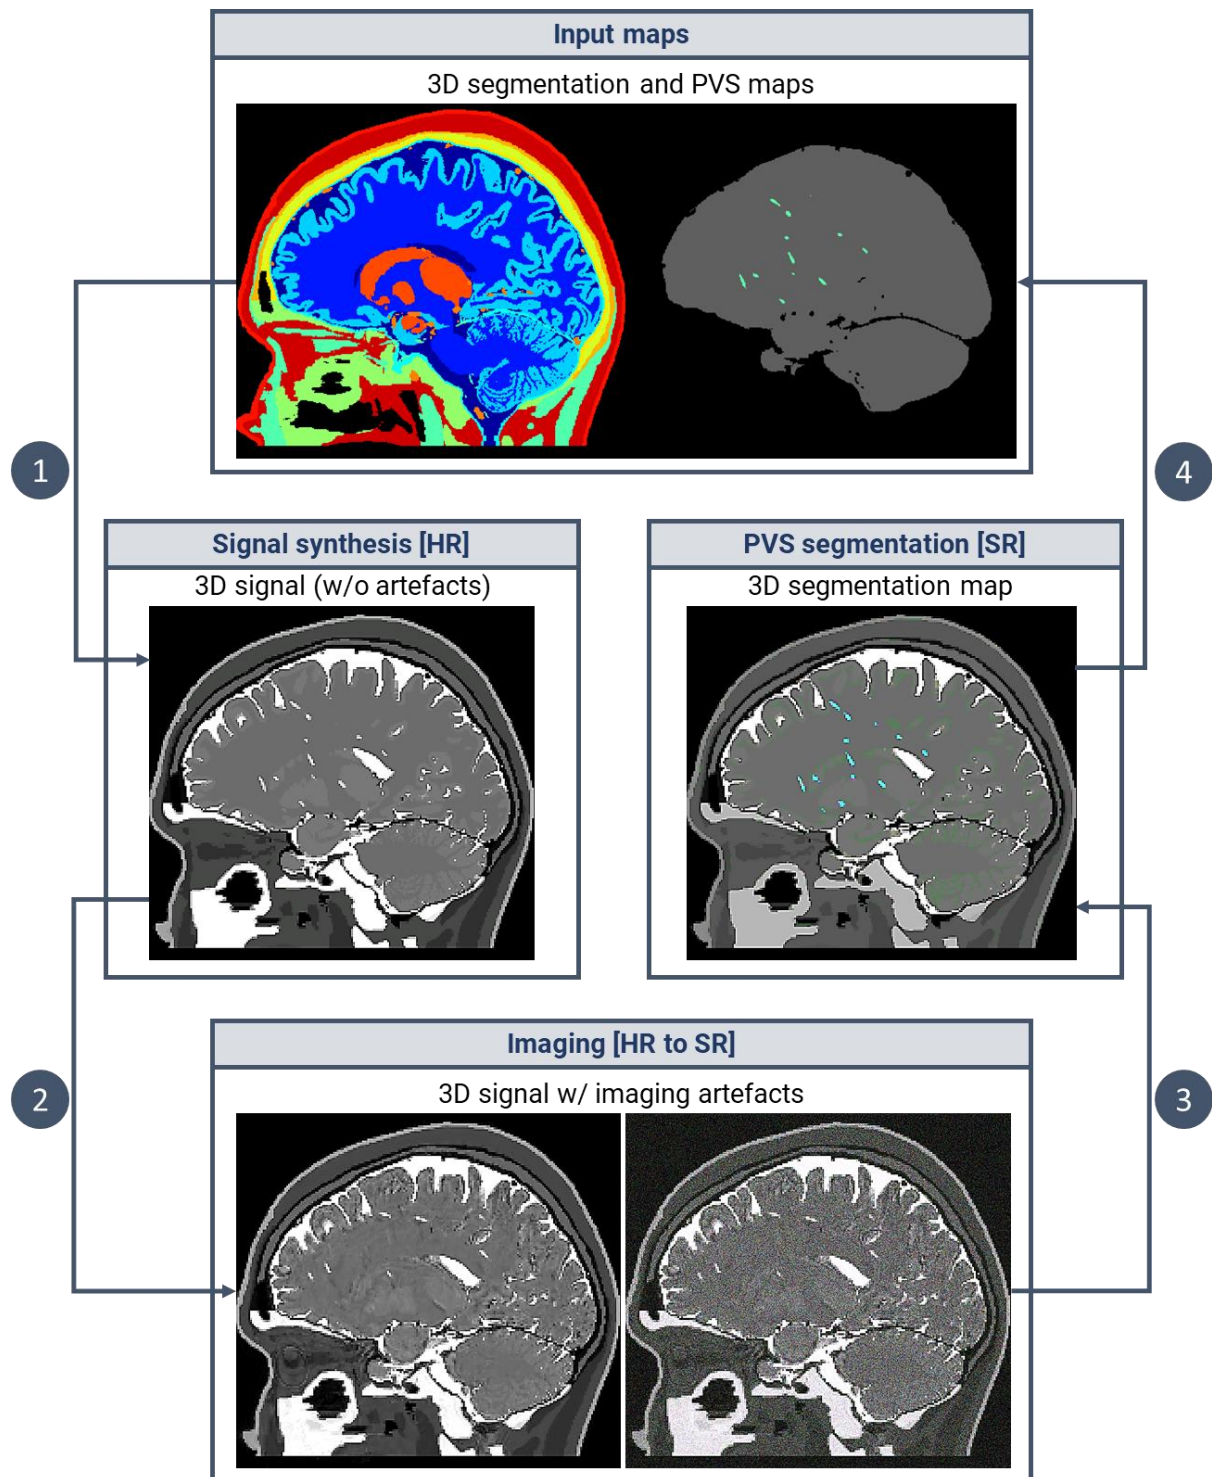 Input maps
3D segmentation and PVS maps
1
4
Signal synthesis [HR]
3D signal (w/o artefacts)
PVS segmentation [SR]
3D segmentation map
Imaging [HR to SR]
3D signal w/ imaging artefacts
2
3